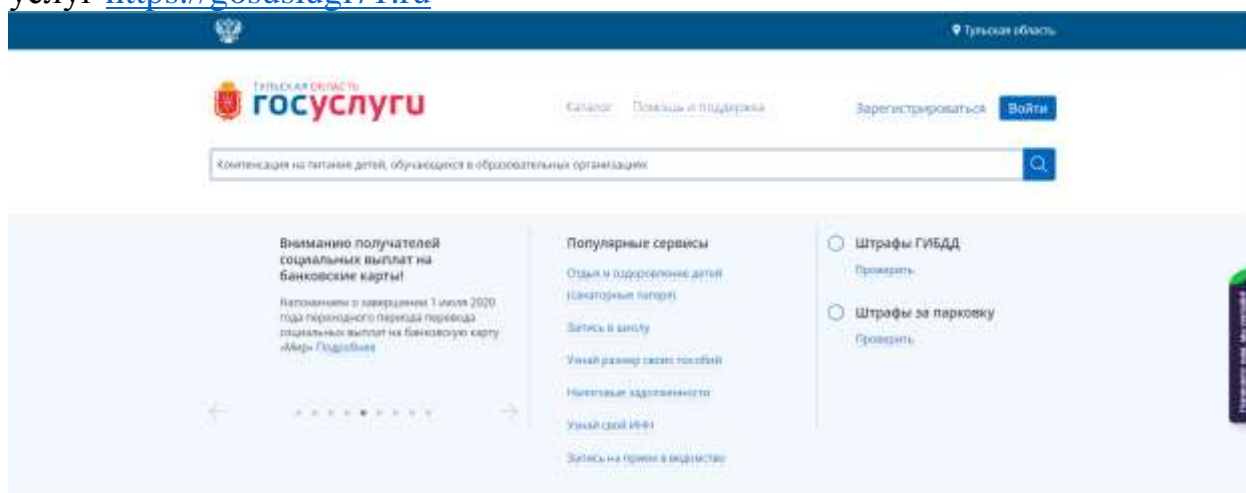 услуг https://gosuslugi71.ru
Тульская область
ТУЛЬСКАЯ ОБЛАСТЬ
госуслуги
Каталог Помощь и поддержка
Зарегистрироваться Войти
Компенсация на питание детей, обучающихся в образовательных организациях
Вниманию получателей
социальных выплат на
банковские карты!
Напоминаем о завершении 1 июля 2020
года переходного периода перевода
социальных выплат на банковскую карту
«Мир» Подробнее
Популярные сервисы
Отдых и оздоровление детей
(санаторные лагеря)
Запись в школу
Узнай размер своих пособий
Налоговые задолженности
Узнай свой ИНН
Запись на прием в ведомство
Штрафы ГИБДД
Проверить
Штрафы за парковку
Проверить